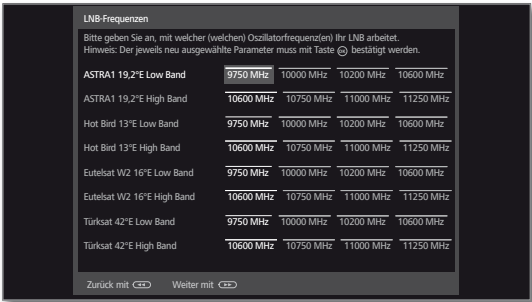 LNB-Frequenzen
Bitte geben Sie an, mit welcher (welchen) Oszillatorfrequenz(en) Ihr LNB arbeitet.
Hinweis: Der jeweils neu ausgewählte Parameter muss mit Taste OK bestätigt werden.
ASTRA1 19,2°E Low Band 9750 MHz 10000 MHz 10200 MHz 10600 MHz
ASTRA1 19,2°E High Band 10600 MHz 10750 MHz 11000 MHz 11250 MHz
Hot Bird 13°E Low Band 9750 MHz 10000 MHz 10200 MHz 10600 MHz
Hot Bird 13°E High Band 10600 MHz 10750 MHz 11000 MHz 11250 MHz
Eutelsat W2 16°E Low Band 9750 MHz 10000 MHz 10200 MHz 10600 MHz
Eutelsat W2 16°E High Band 10600 MHz 10750 MHz 11000 MHz 11250 MHz
Türksat 42°E Low Band 9750 MHz 10000 MHz 10200 MHz 10600 MHz
Türksat 42°E High Band 10600 MHz 10750 MHz 11000 MHz 11250 MHz
Zurück mit Weiter mit